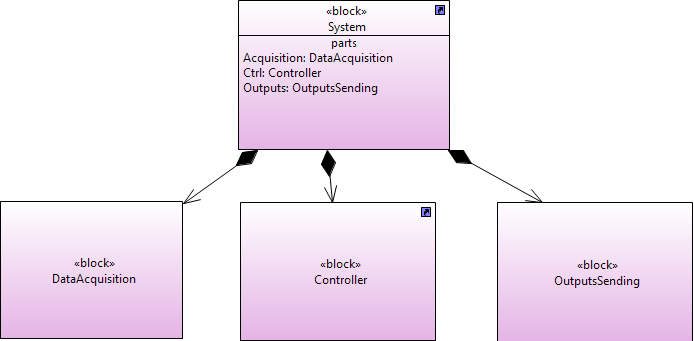 «block»
System
parts
Acquisition: DataAcquisition
Ctrl: Controller
Outputs: OutputsSending
«block»
DataAcquisition
«block»
Controller
«block»
OutputsSending